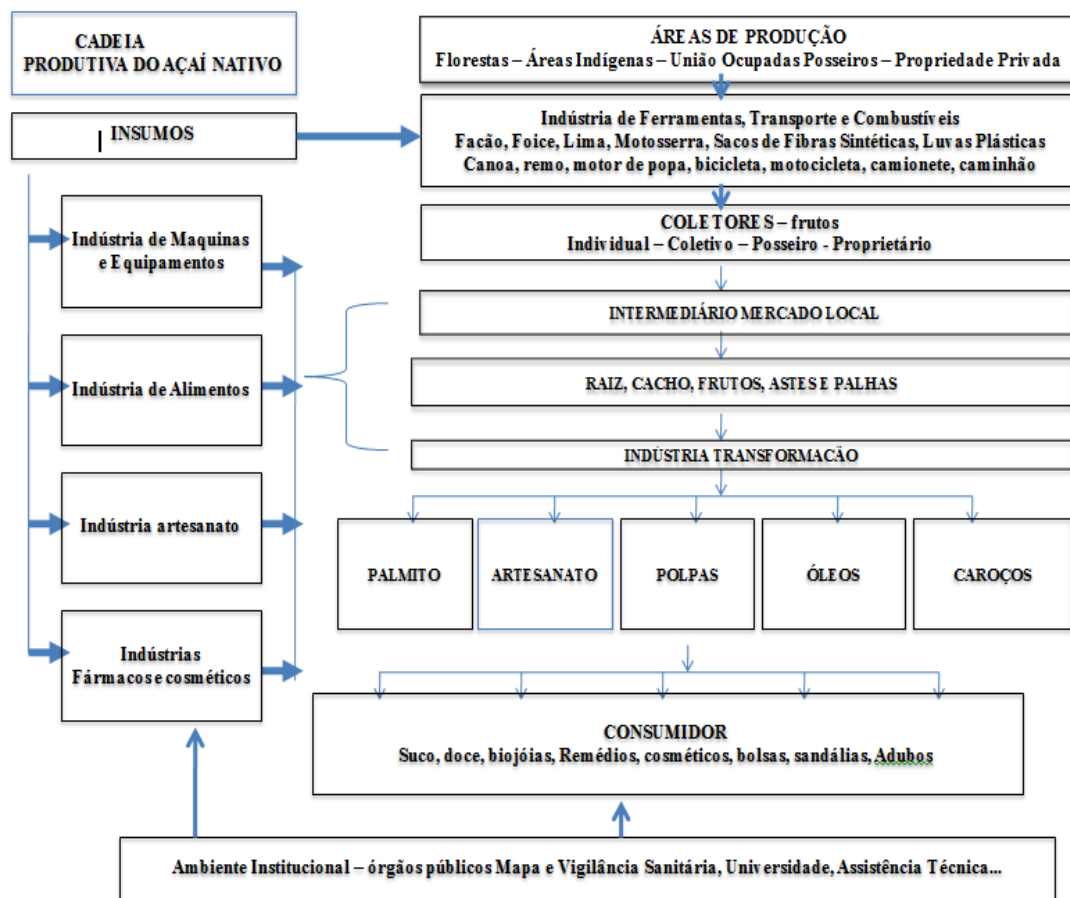 CADEIA
PRODUTIVA DO AÇAÍ NATIVO
ÁREAS DE PRODUÇÃO
Florestas – Áreas Indígenas – União Ocupadas Posseiros – Propriedade Privada
INSUMOS
Indústria de Ferramentas, Transporte e Combustíveis
Facão, Foice, Lima, Motosserra, Sacos de Fibras Sintéticas, Luvas Plásticas
Canoa, remo, motor de popa, bicicleta, motocicleta, camionete, caminhão
COLETORES – frutos
Individual – Coletivo – Posseiro - Proprietário
Indústria de Maquinas
e Equipamentos
INTERMEDIÁRIO MERCADO LOCAL
Indústria de Alimentos
RAIZ, CACHO, FRUTOS, ASTES E PALHAS
INDÚSTRIA TRANSFORMAÇÃO
Indústria artesanato
PALMITO
ARTESANATO
POLPAS
ÓLEOS
CAROÇOS
Indústrias
Fármacos e cosméticos
CONSUMIDOR
Suco, doce, biojóias, Remédios, cosméticos, bolsas, sandálias, Adubos
Ambiente Institucional – órgãos públicos Mapa e Vigilância Sanitária, Universidade, Assistência Técnica...